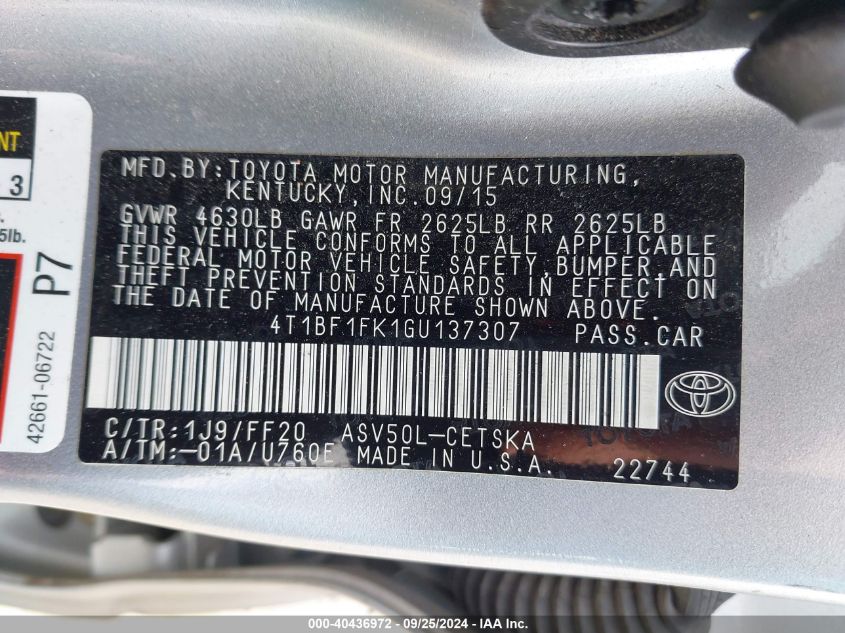 NT
3
5lb.
P7
42661-06722
MFD.BY:TOYOTA MOTOR MANUFACTURING,
KENTUCKY,INC.09/15
GVWR 4630LB GAWR FR 2625LB RR 2625LB
THIS VEHICLE CONFORMS TO ALL APPLICABLE
FEDERAL MOTOR VEHICLE SAFETY,BUMPER,AND
THEFT PREVENTION STANDARDS IN EFFECT ON
THE DATE OF MANUFACTURE SHOWN ABOVE.
4T1BF1FK1GU137307 PASS.CAR
C/TR:1J9/FF20 ASV50L-CETSKA
A/TM:-01A/U760E MADE IN U.S.A. 22744
000-40436972 - 09/25/2024 - IAA Inc.